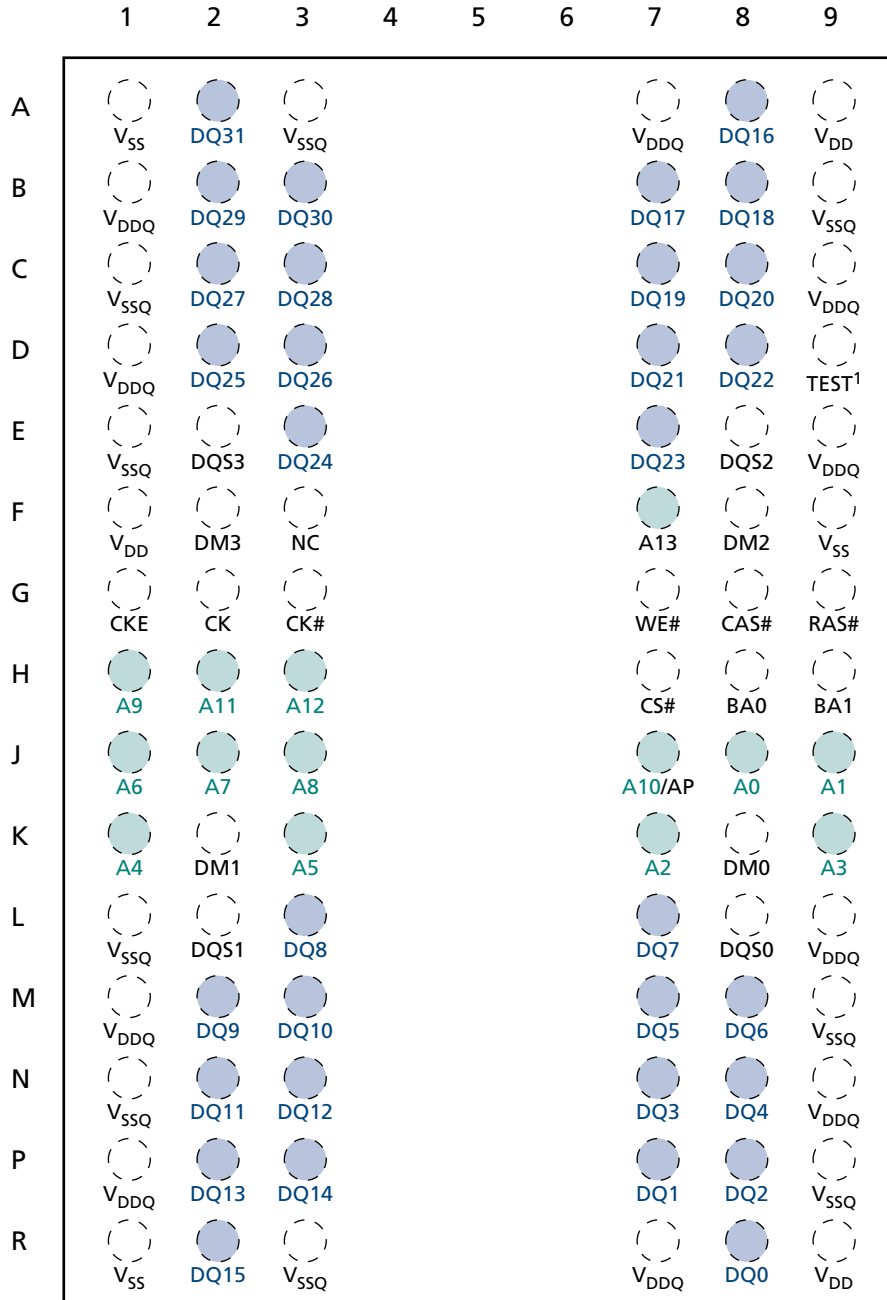 1 2 3 4 5 6 7 8 9
A VSS DQ31 VSSQ VDDQ DQ16 VDD
B VDDQ DQ29 DQ30 DQ17 DQ18 VSSQ
C VSSQ DQ27 DQ28 DQ19 DQ20 VDDQ
D VDDQ DQ25 DQ26 DQ21 DQ22 TEST¹
E VSSQ DQS3 DQ24 DQ23 DQS2 VDDQ
F VDD DM3 NC A13 DM2 VSS
G CKE CK CK# WE# CAS# RAS#
H A9 A11 A12 CS# BA0 BA1
J A6 A7 A8 A10/AP A0 A1
K A4 DM1 A5 A2 DM0 A3
L VSSQ DQS1 DQ8 DQ7 DQS0 VDDQ
M VDDQ DQ9 DQ10 DQ5 DQ6 VSSQ
N VSSQ DQ11 DQ12 DQ3 DQ4 VDDQ
P VDDQ DQ13 DQ14 DQ1 DQ2 VSSQ
R VSS DQ15 VSSQ VDDQ DQ0 VDD